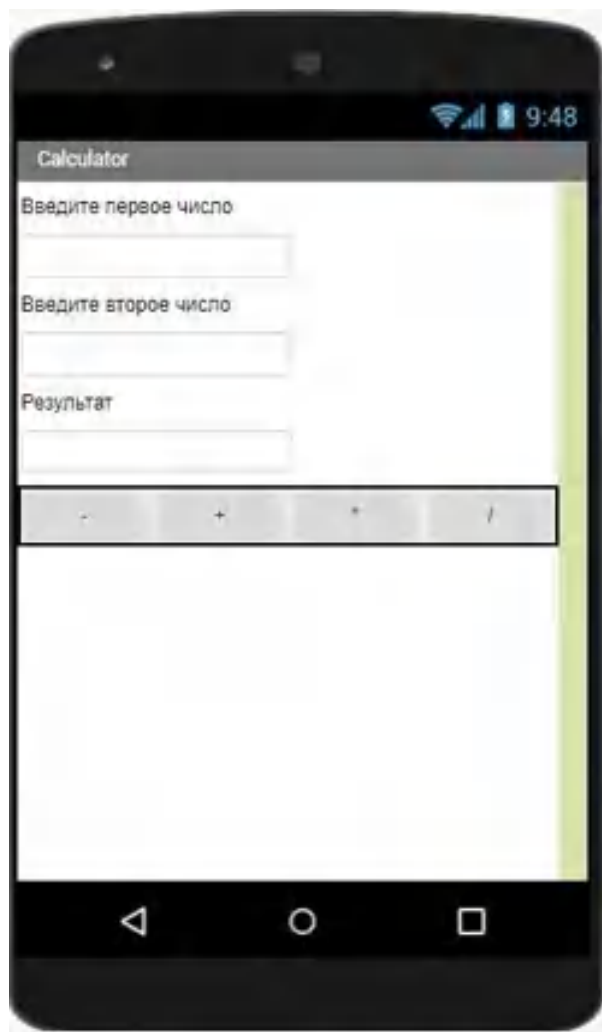 9:48
Calculator
Введите первое число
Введите второе число
Результат
- + * /